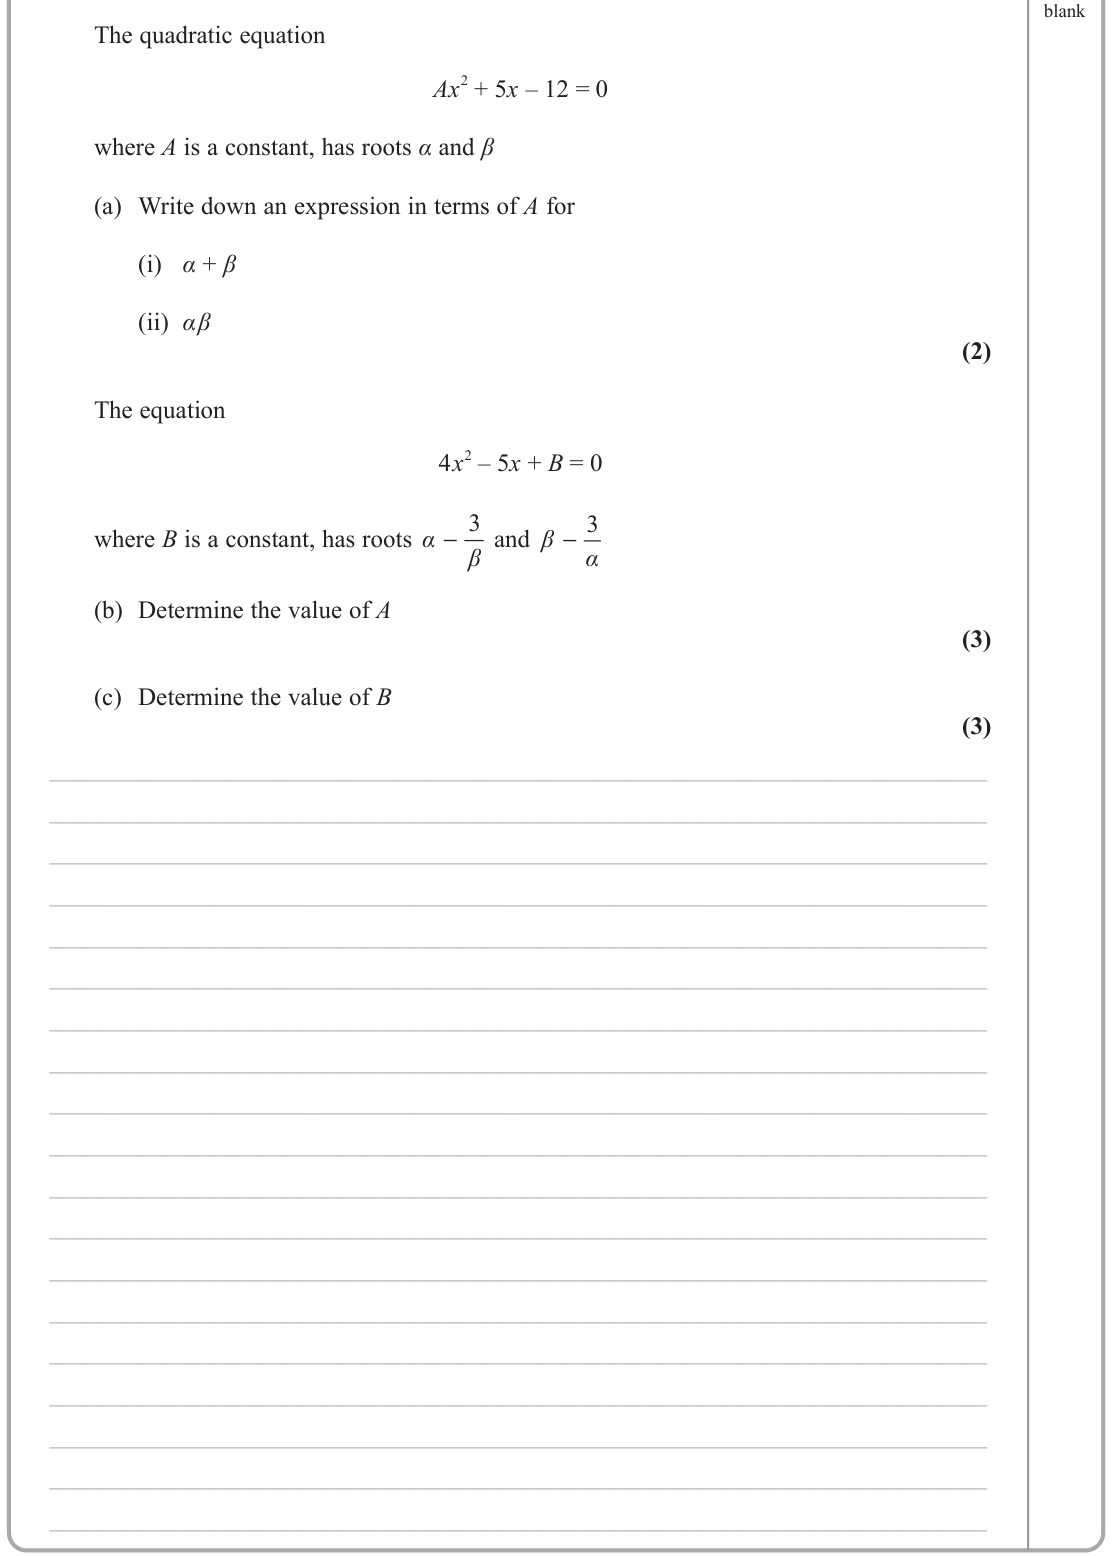 blank
The quadratic equation
Ax² + 5x – 12 = 0
where A is a constant, has roots α and β
(a) Write down an expression in terms of A for
(i) α + β
(ii) αβ
(2)
The equation
4x² – 5x + B = 0
where B is a constant, has roots α − 3/β and β − 3/α
(b) Determine the value of A
(3)
(c) Determine the value of B
(3)